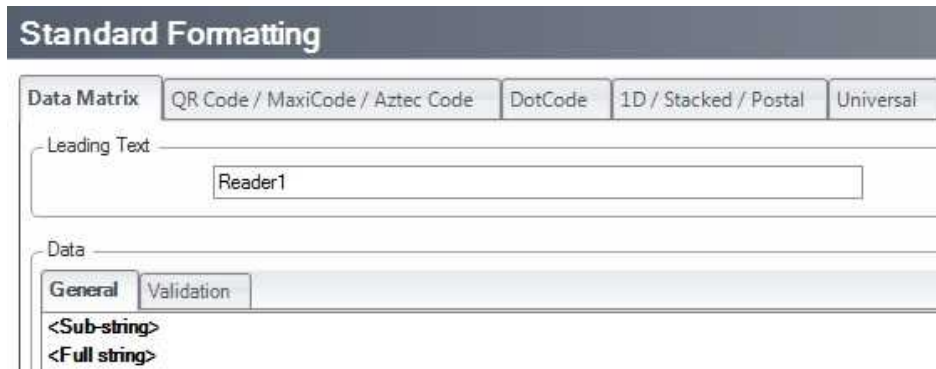 Standard Formatting
Data Matrix QR Code / MaxiCode / Aztec Code DotCode 1D / Stacked / Postal Universal
Leading Text
Reader1
Data
General Validation
<Sub-string>
<Full string>